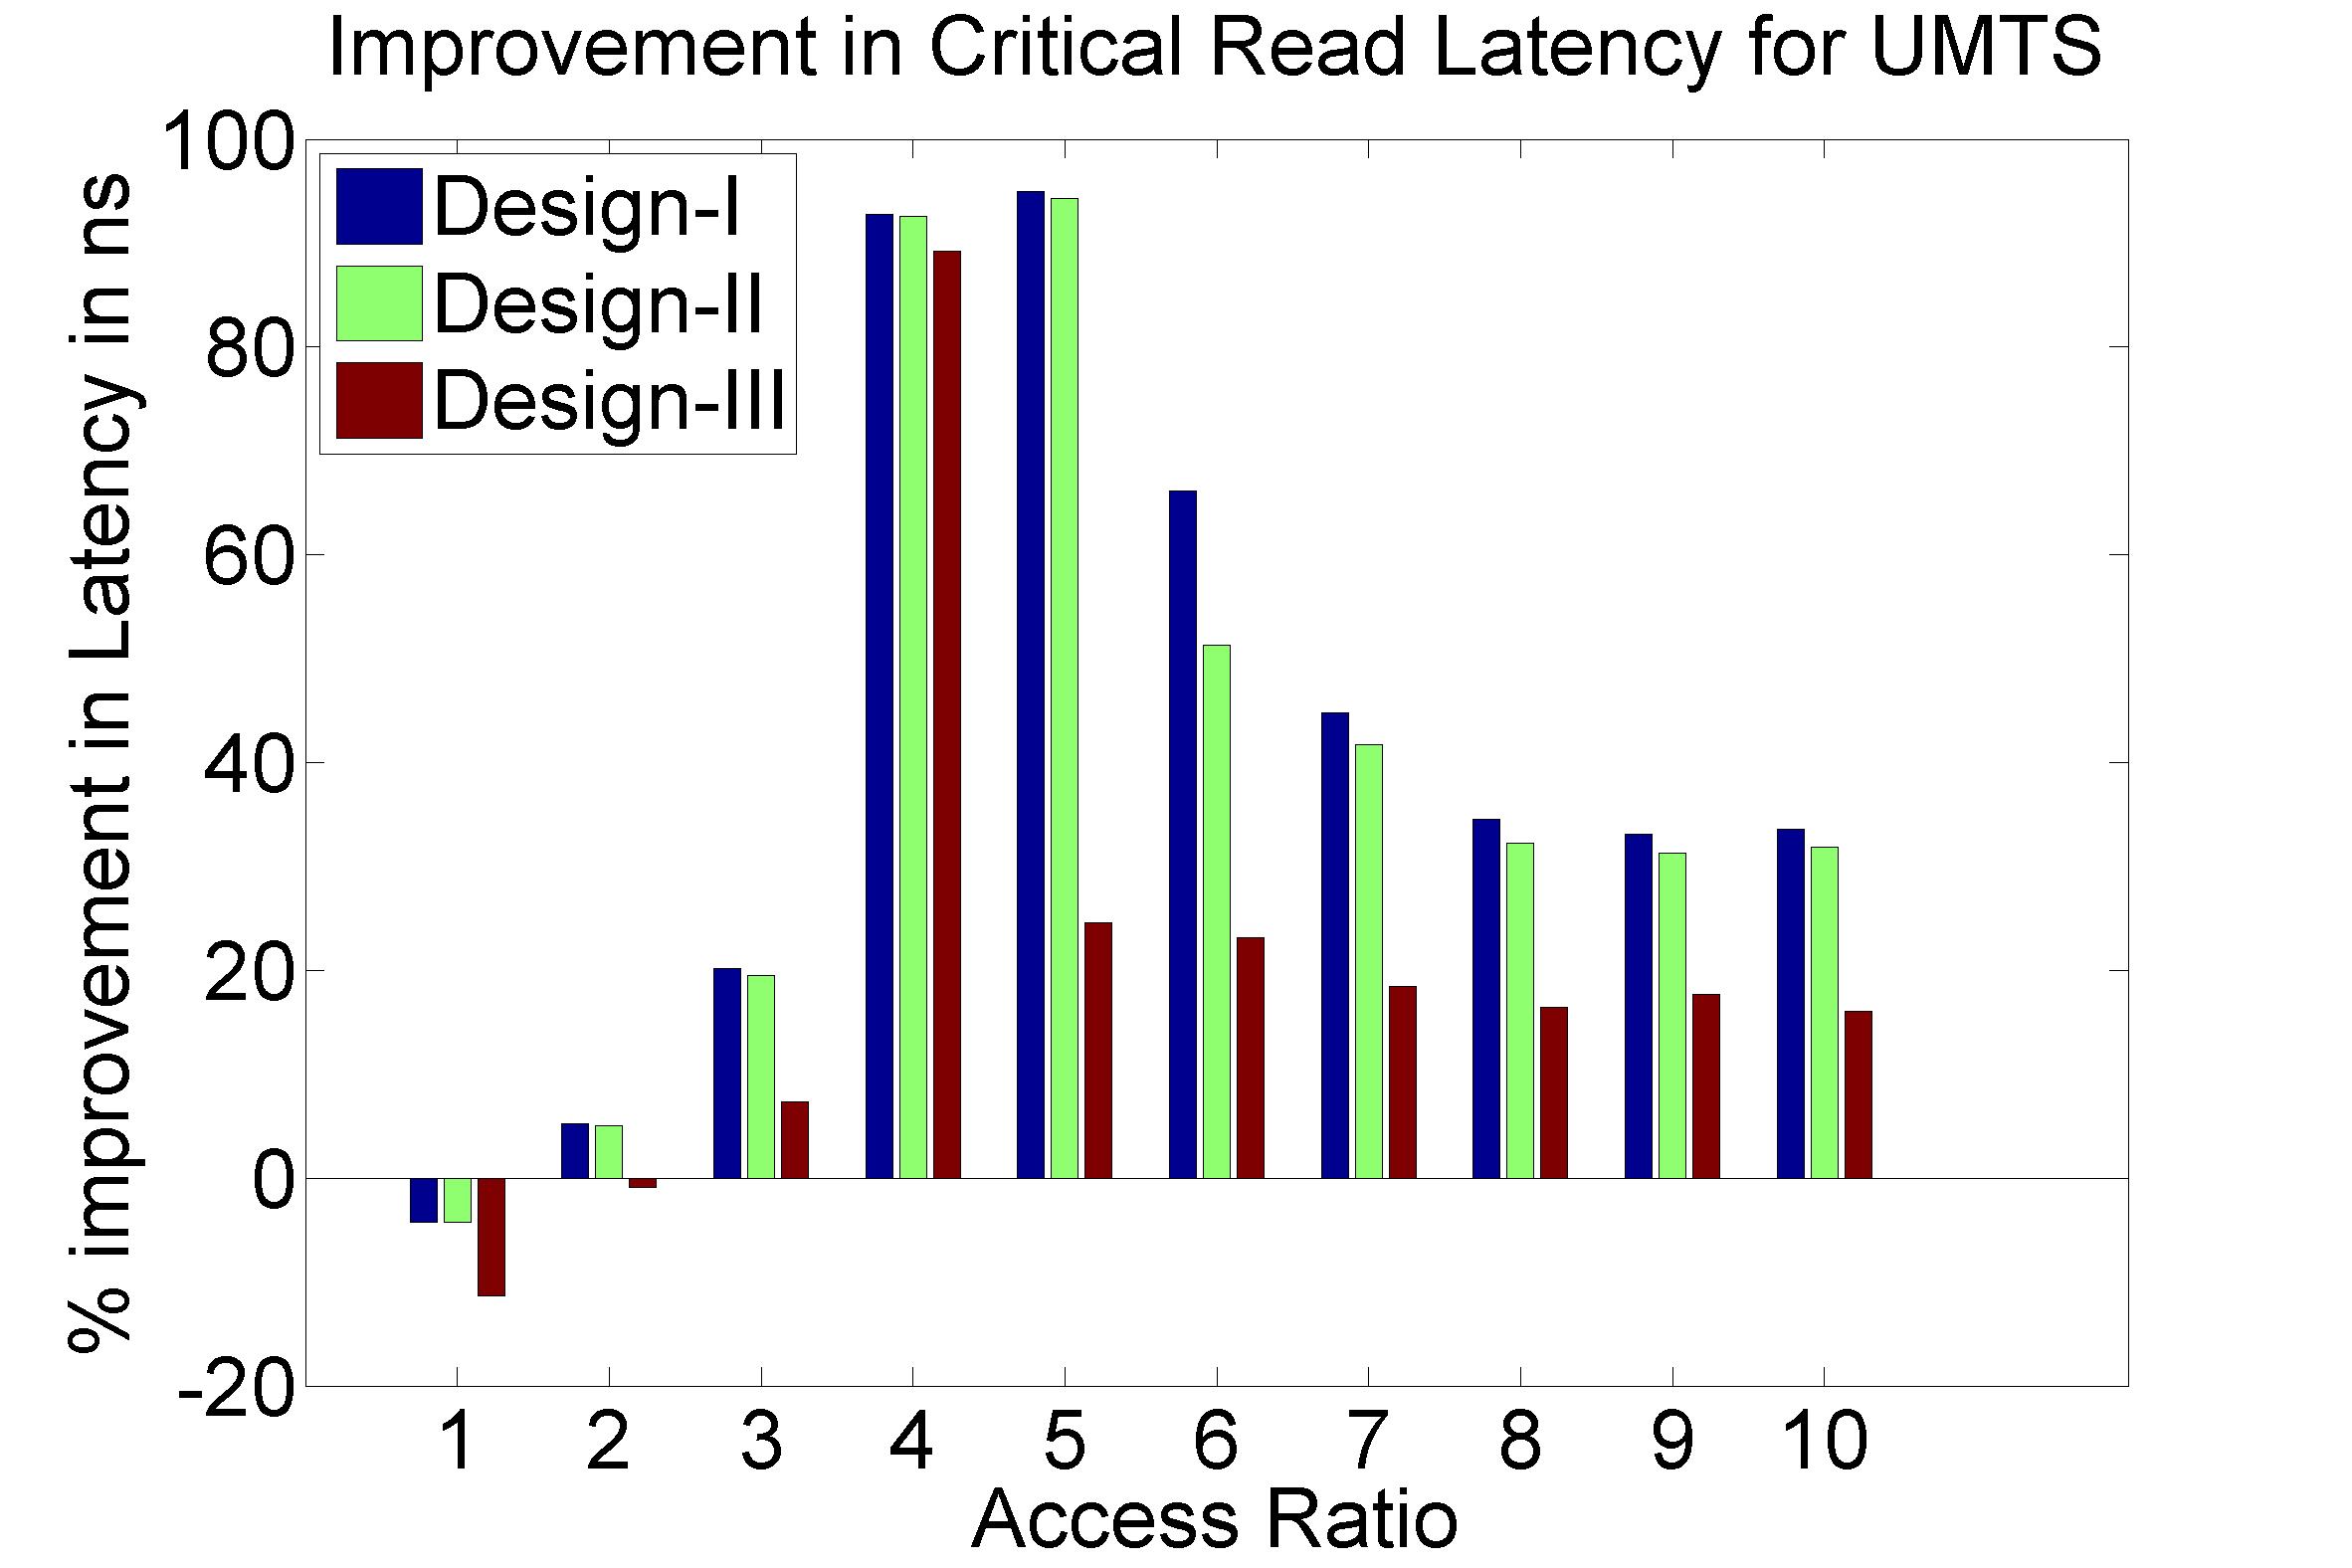 Improvement in Critical Read Latency for UMTS
% improvement in Latency in ns
100
80
60
40
20
0
-20
Design-I
Design-II
Design-III
1 2 3 4 5 6 7 8 9 10
Access Ratio